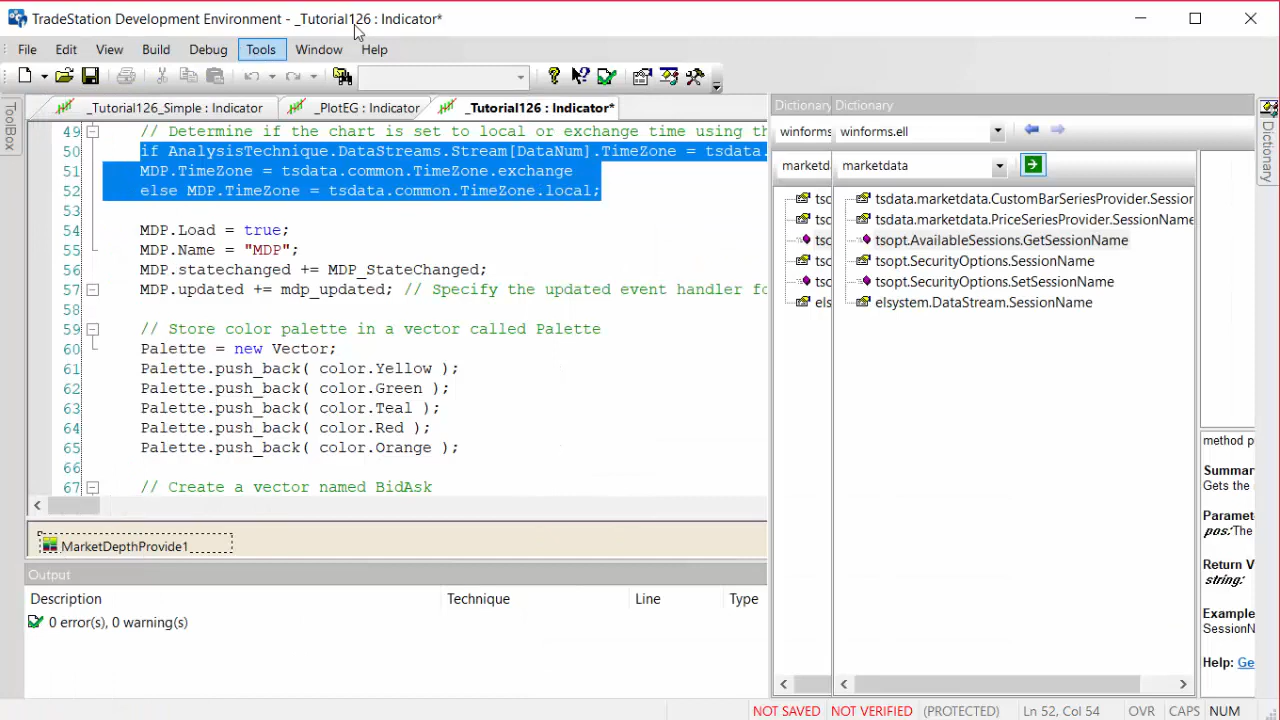 TradeStation Development Environment - _Tutorial126 : Indicator*
File Edit View Build Debug Tools Window Help
ToolBox
_Tutorial126_Simple : Indicator _PlotEG : Indicator _Tutorial126 : Indicator*
49 // Determine if the chart is set to local or exchange time using th
50 if AnalysisTechnique.DataStreams.Stream[DataNum].TimeZone = tsdata.
51 MDP.TimeZone = tsdata.common.TimeZone.exchange
52 else MDP.TimeZone = tsdata.common.TimeZone.local;
53
54 MDP.Load = true;
55 MDP.Name = "MDP";
56 MDP.statechanged += MDP_StateChanged;
57 MDP.updated += mdp_updated; // Specify the updated event handler fo
58
59 // Store color palette in a vector called Palette
60 Palette = new Vector;
61 Palette.push_back( color.Yellow );
62 Palette.push_back( color.Green );
63 Palette.push_back( color.Teal );
64 Palette.push_back( color.Red );
65 Palette.push_back( color.Orange );
66
67 // Create a vector named BidAsk
MarketDepthProvide1
Output
Description Technique Line Type
0 error(s), 0 warning(s)
Dictionary Dictionary
winforms winforms.ell
marketd marketdata
tsc tsdata.marketdata.CustomBarSeriesProvider.Session
tsc tsdata.marketdata.PriceSeriesProvider.SessionName
tsc tsopt.AvailableSessions.GetSessionName
tsc tsopt.SecurityOptions.SessionName
tsc tsopt.SecurityOptions.SetSessionName
els elsystem.DataStream.SessionName
method p
Summar
Gets the
Paramet
pos: The
Return V
string:
Example
SessionN
Help: Ge
Dictionary
NOT SAVED NOT VERIFIED (PROTECTED) Ln 52, Col 54 OVR CAPS NUM